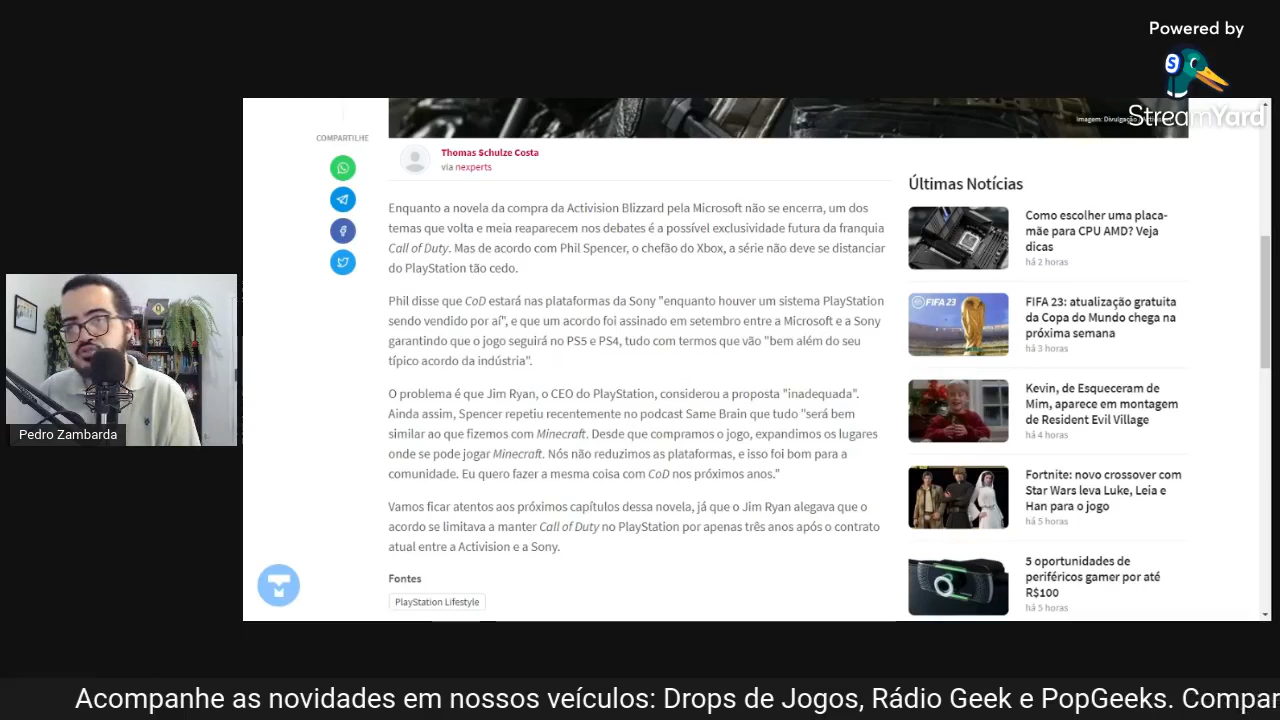 Powered by
StreamYard
COMPARTILHE
Thomas Schulze Costa
via nexperts
Enquanto a novela da compra da Activision Blizzard pela Microsoft não se encerra, um dos
temas que volta e meia reaparecem nos debates é a possível exclusividade futura da franquia
Call of Duty. Mas de acordo com Phil Spencer, o chefão do Xbox, a série não deve se distanciar
do PlayStation tão cedo.
Phil disse que CoD estará nas plataformas da Sony "enquanto houver um sistema PlayStation
sendo vendido por aí", e que um acordo foi assinado em setembro entre a Microsoft e a Sony
garantindo que o jogo seguirá no PS5 e PS4, tudo com termos que vão "bem além do seu
típico acordo da indústria".
O problema é que Jim Ryan, o CEO do PlayStation, considerou a proposta "inadequada".
Ainda assim, Spencer repetiu recentemente no podcast Same Brain que tudo "será bem
similar ao que fizemos com Minecraft. Desde que compramos o jogo, expandimos os lugares
onde se pode jogar Minecraft. Nós não reduzimos as plataformas, e isso foi bom para a
comunidade. Eu quero fazer a mesma coisa com CoD nos próximos anos."
Vamos ficar atentos aos próximos capítulos dessa novela, já que o Jim Ryan alegava que o
acordo se limitava a manter Call of Duty no PlayStation por apenas três anos após o contrato
atual entre a Activision e a Sony.
Fontes
PlayStation Lifestyle
Imagem: Divulgação
Últimas Notícias
Como escolher uma placa-
mãe para CPU AMD? Veja
dicas
há 2 horas
FIFA 23
FIFA 23: atualização gratuita
da Copa do Mundo chega na
próxima semana
há 3 horas
Kevin, de Esqueceram de
Mim, aparece em montagem
de Resident Evil Village
há 4 horas
Fortnite: novo crossover com
Star Wars leva Luke, Leia e
Han para o jogo
há 5 horas
5 oportunidades de
periféricos gamer por até
R$100
há 5 horas
Pedro Zambarda
Acompanhe as novidades em nossos veículos: Drops de Jogos, Rádio Geek e PopGeeks. Compar